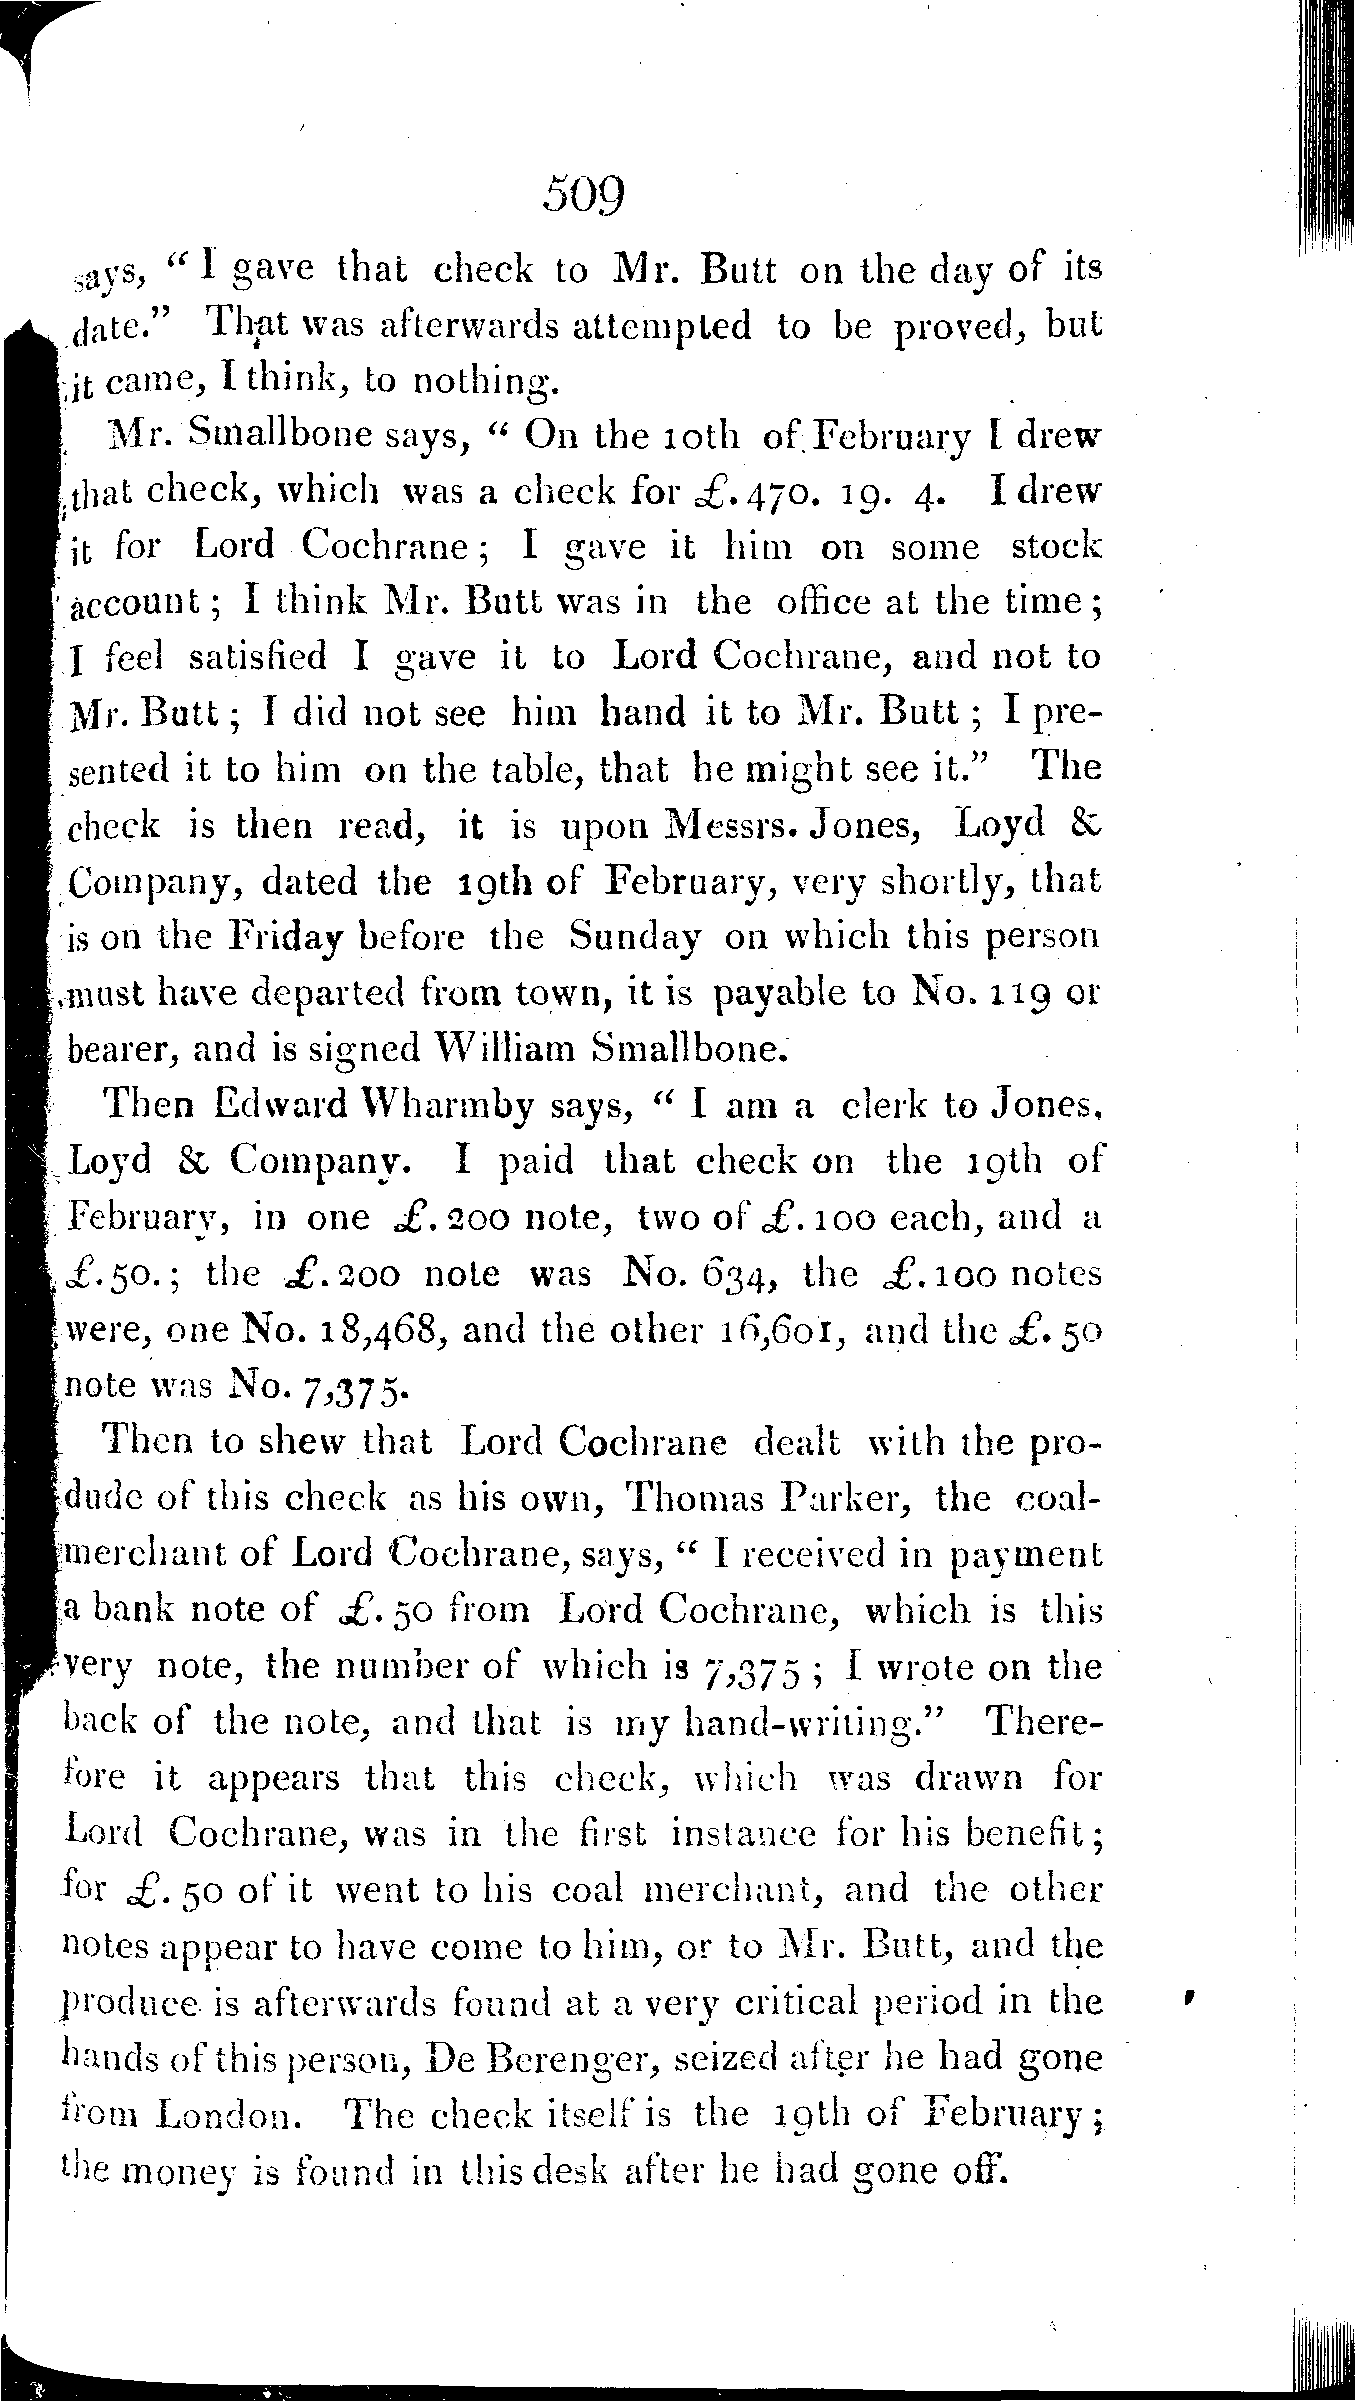 509
says, " I gave that check to Mr. Butt on the day of its
date." That was afterwards attempted to be proved, but
it came, I think, to nothing.
Mr. Smallbone says, " On the 10th of February I drew
that check, which was a check for £. 470. 19. 4. I drew
it for Lord Cochrane; I gave it him on some stock
account; I think Mr. Butt was in the office at the time;
I feel satisfied I gave it to Lord Cochrane, and not to
Mr. Butt; I did not see him hand it to Mr. Butt; I pre-
sented it to him on the table, that he might see it." The
check is then read, it is upon Messrs. Jones, Loyd &
Company, dated the 19th of February, very shortly, that
is on the Friday before the Sunday on which this person
must have departed from town, it is payable to No. 119 or
bearer, and is signed William Smallbone.
Then Edward Wharmby says, " I am a clerk to Jones,
Loyd & Company. I paid that check on the 19th of
February, in one £. 200 note, two of £. 100 each, and a
£. 50.; the £. 200 note was No. 634, the £. 100 notes
were, one No. 18,468, and the other 16,601, and the £. 50
note was No. 7,375.
Then to shew that Lord Cochrane dealt with the pro-
dude of this check as his own, Thomas Parker, the coal-
merchant of Lord Cochrane, says, " I received in payment
a bank note of £. 50 from Lord Cochrane, which is this
very note, the number of which is 7,375; I wrote on the
back of the note, and that is my hand-writing." There-
fore it appears that this check, which was drawn for
Lord Cochrane, was in the first instance for his benefit;
for £. 50 of it went to his coal merchant, and the other
notes appear to have come to him, or to Mr. Butt, and the
produce is afterwards found at a very critical period in the
hands of this person, De Berenger, seized after he had gone
from London. The check itself is the 19th of February;
the money is found in this desk after he had gone off.